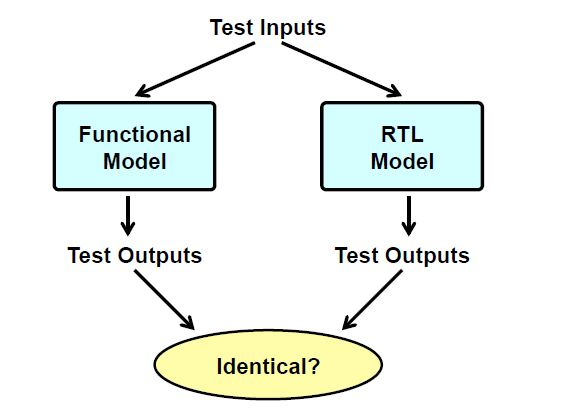 Test Inputs
Functional
Model
RTL
Model
Test Outputs
Test Outputs
Identical?